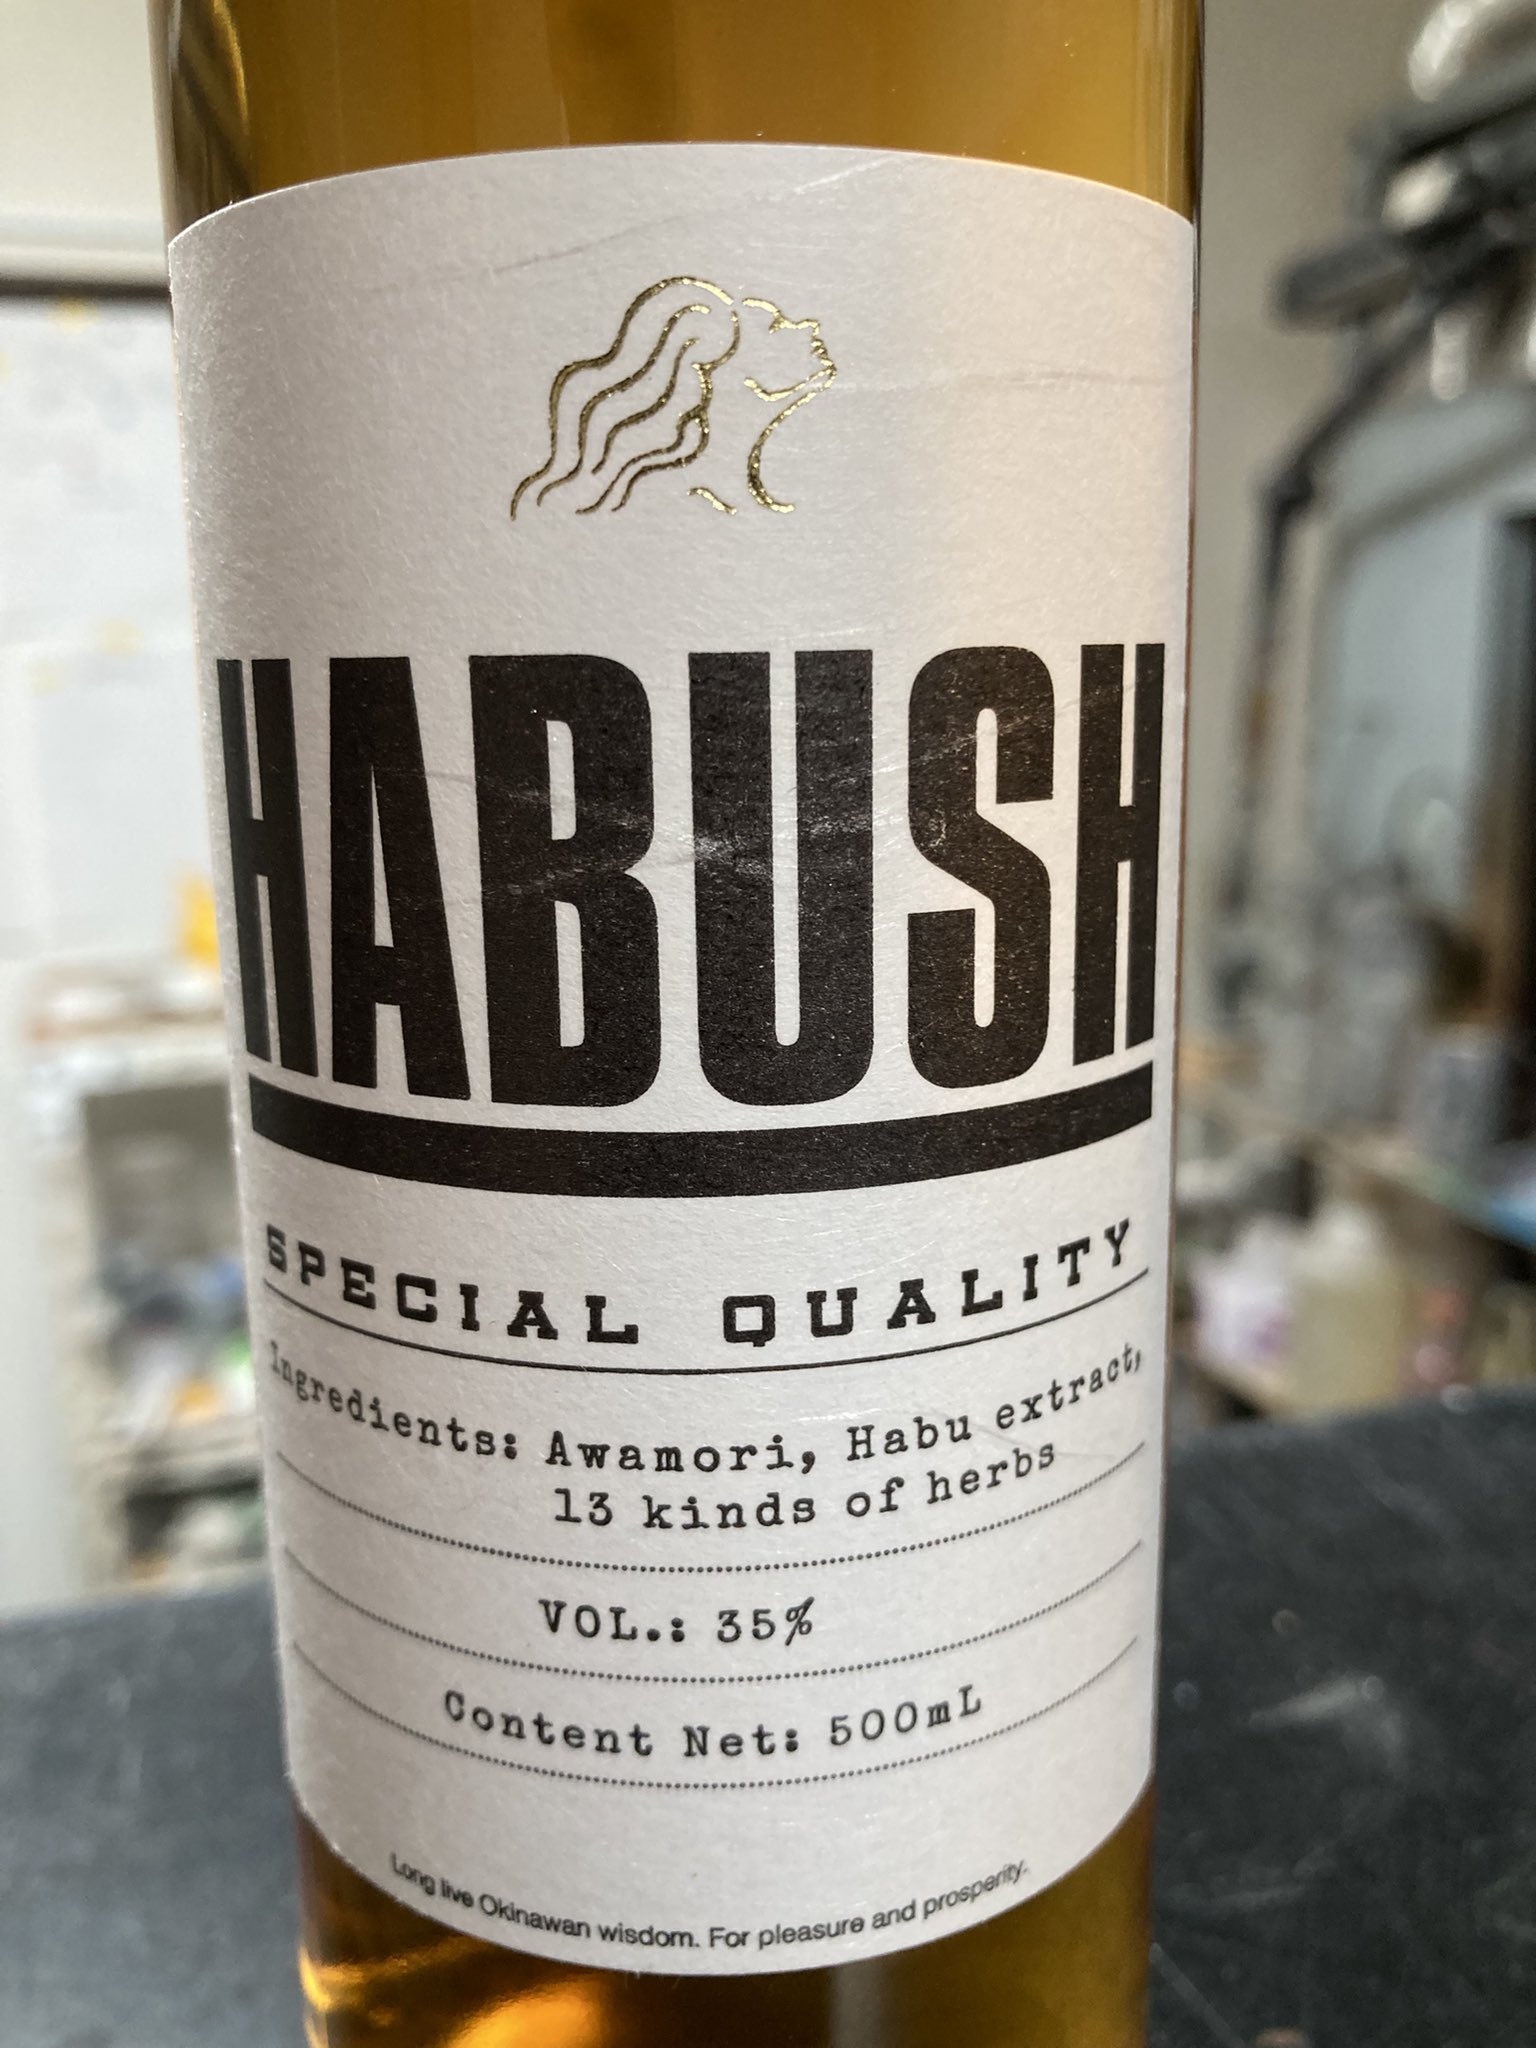 HABUSH
SPECIAL QUALITY
Ingredients: Awamori, Habu extract,
13 kinds of herbs
VOL.: 35%
Content Net: 500mL
Long live Okinawan wisdom. For pleasure and prosperity.